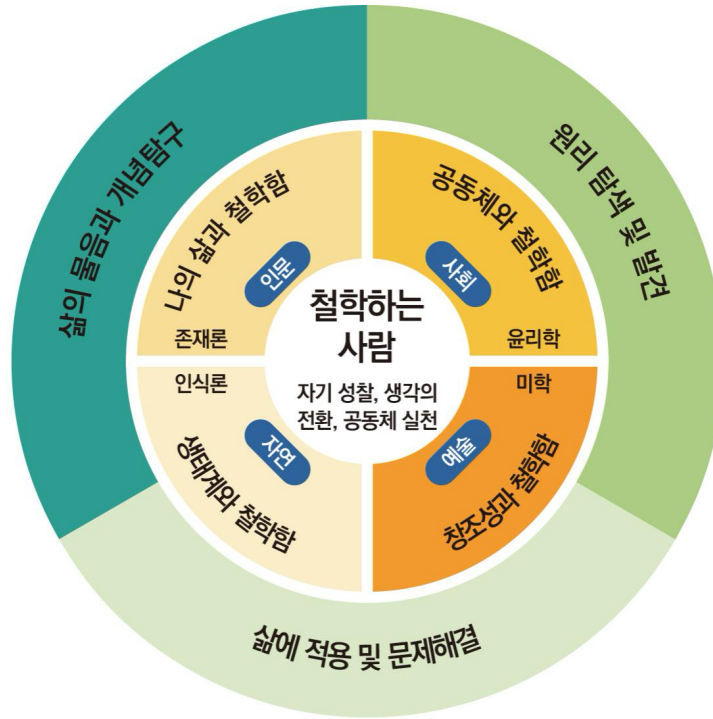 삶의 물음과 개념탐구
원리 탐색 및 발견
나의 삶과 철학함
공동체와 철학함
인문
사회
존재론
윤리학
철학하는
사람
자기 성찰, 생각의
전환, 공동체 실천
인식론
미학
자연
예술
생태계와 철학함
창조성과 철학함
삶에 적용 및 문제해결